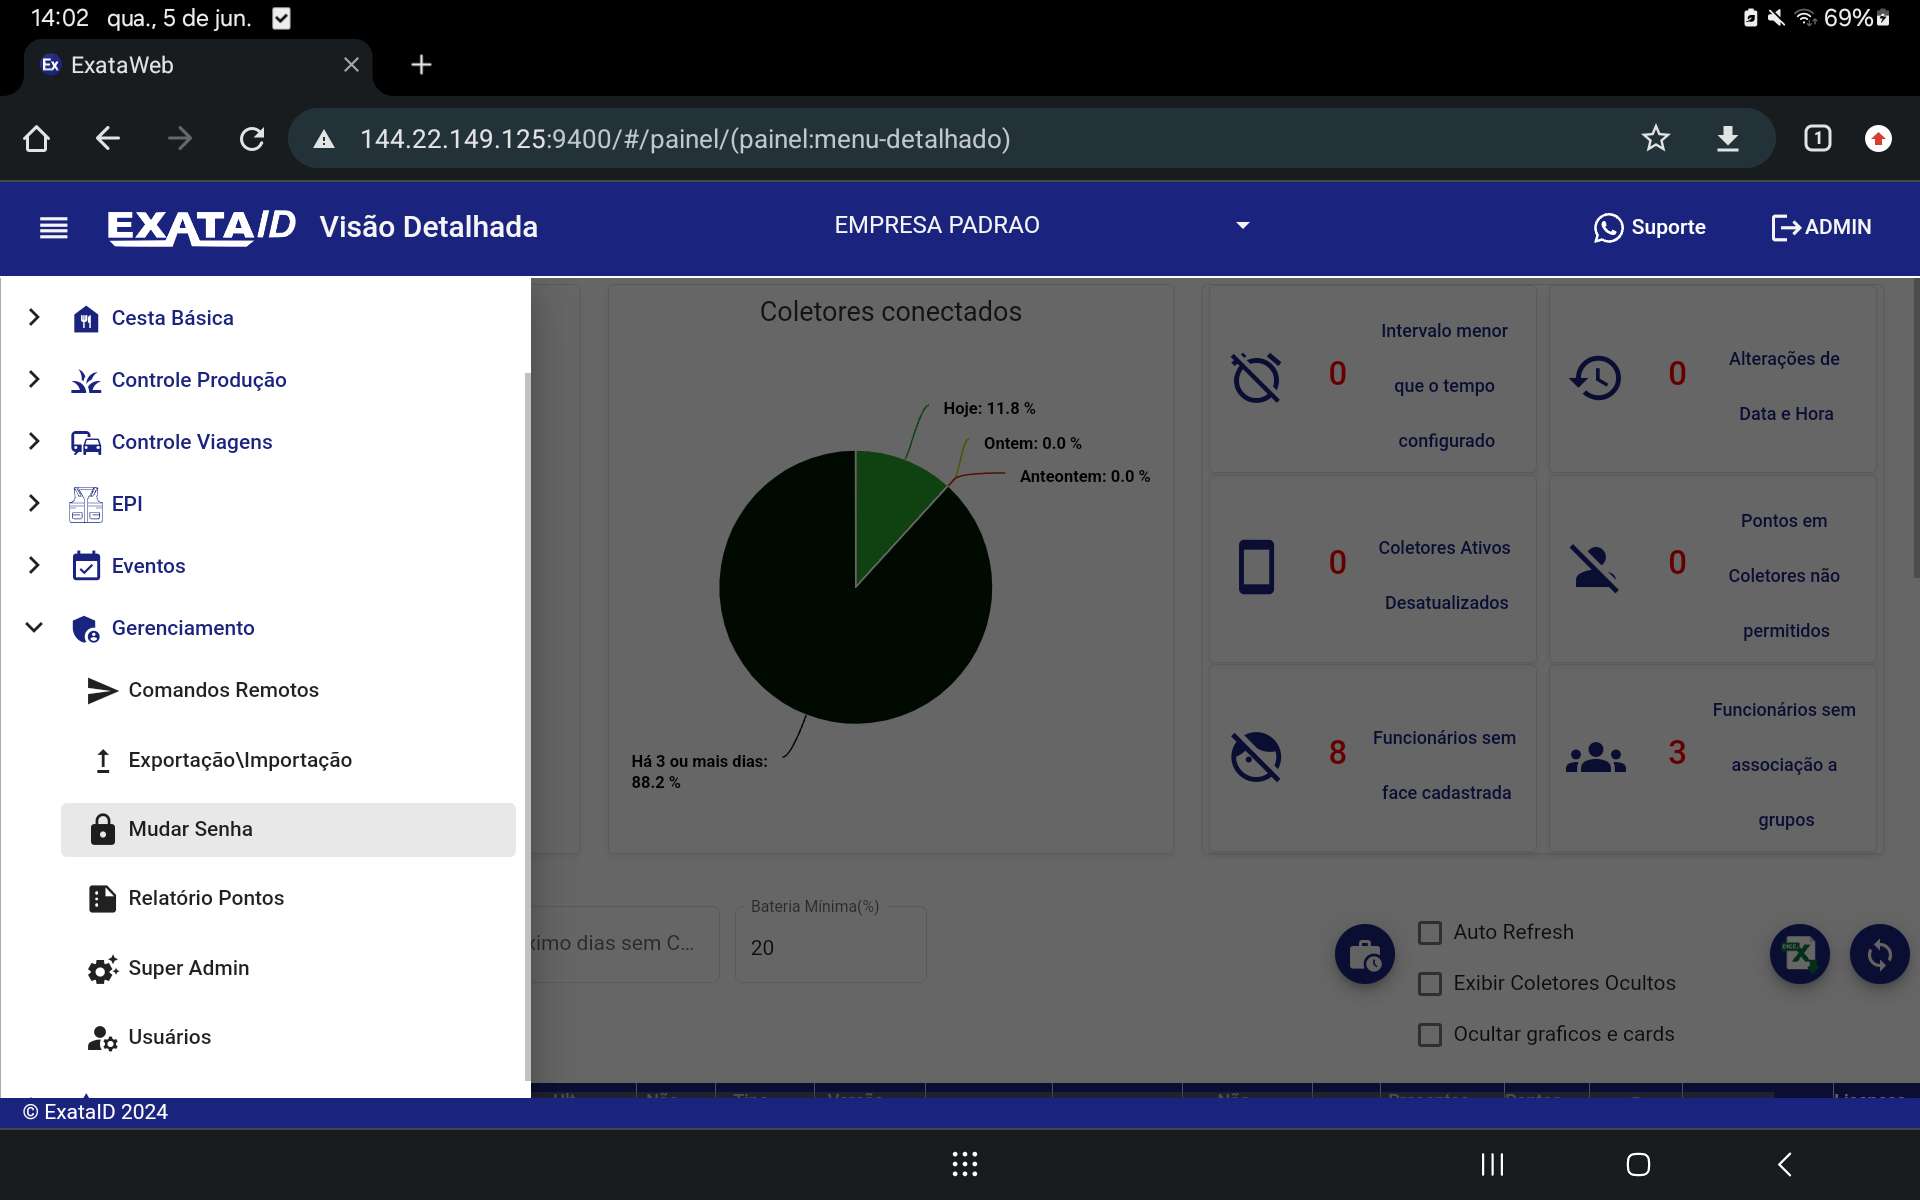 14:02 qua., 5 de jun.
69%
Ex ExataWeb
144.22.149.125:9400/#/painel/(painel:menu-detalhado)
1
EXATAID Visão Detalhada
EMPRESA PADRAO
Suporte
ADMIN
Cesta Básica
Controle Produção
Controle Viagens
EPI
Eventos
Gerenciamento
Comandos Remotos
Exportação\Importação
Mudar Senha
Relatório Pontos
Super Admin
Usuários
Coletores conectados
Hoje: 11.8 %
Ontem: 0.0 %
Anteontem: 0.0 %
Há 3 ou mais dias:
88.2 %
0
Intervalo menor
que o tempo
configurado
0
Alterações de
Data e Hora
0
Coletores Ativos
Desatualizados
0
Pontos em
Coletores não
permitidos
8
Funcionários sem
face cadastrada
3
Funcionários sem
associação a
grupos
dias sem C...
Bateria Mínima(%)
20
Auto Refresh
Exibir Coletores Ocultos
Ocultar graficos e cards
© ExataID 2024